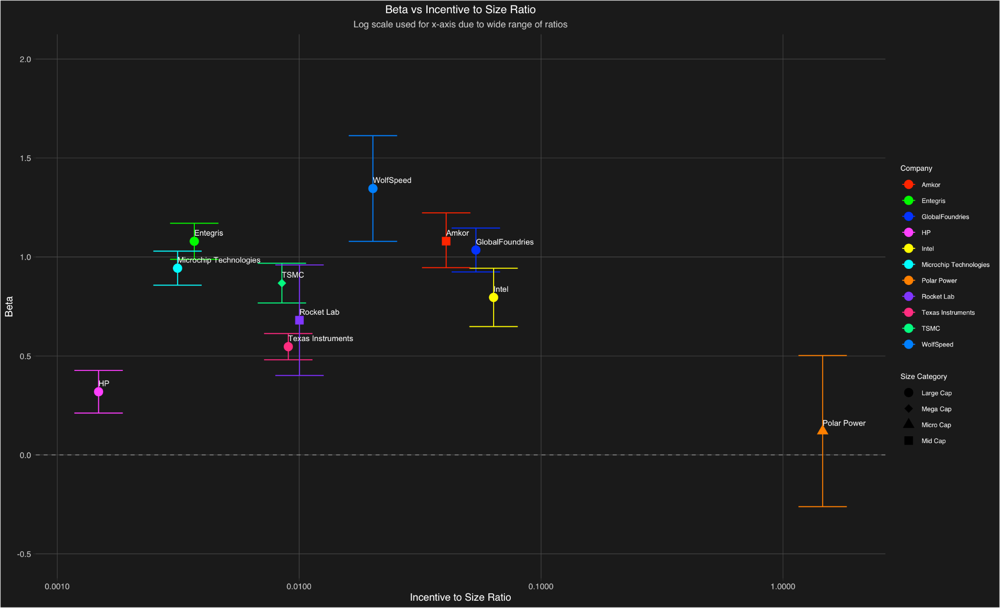 Beta vs Incentive to Size Ratio
Log scale used for x-axis due to wide range of ratios
2.0
1.5
1.0
0.5
0.0
-0.5
Beta
WolfSpeed
Entegris
Amkor
GlobalFoundries
Microchip Technologies
TSMC
Intel
Rocket Lab
Texas Instruments
HP
Polar Power
0.0010
0.0100
0.1000
1.0000
Incentive to Size Ratio
Company
Amkor
Entegris
GlobalFoundries
HP
Intel
Microchip Technologies
Polar Power
Rocket Lab
Texas Instruments
TSMC
WolfSpeed
Size Category
Large Cap
Mega Cap
Micro Cap
Mid Cap